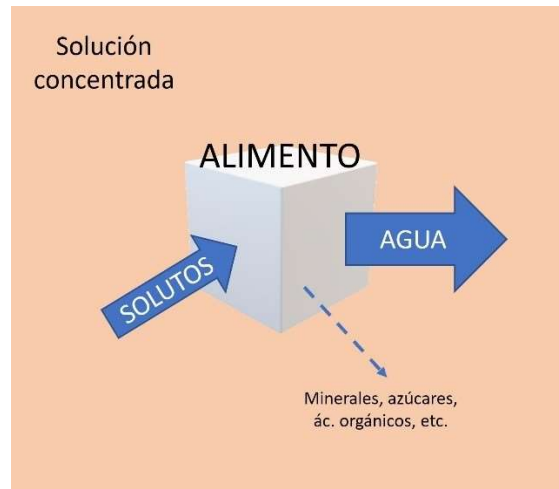 Solución
concentrada
ALIMENTO
AGUA
SOLUTOS
Minerales, azúcares,
ác. orgánicos, etc.